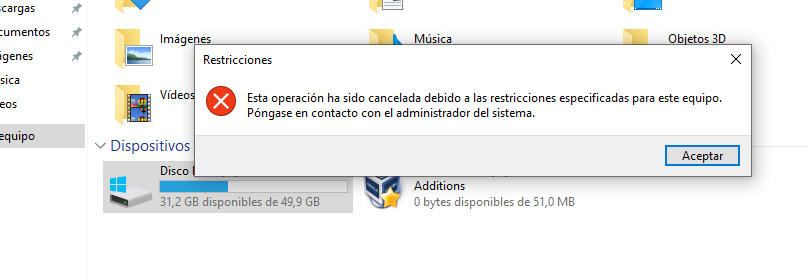 scargas
ocumentos
ágenes
sica
eos
equipo
Imágenes
Música
Objetos 3D
Vídeos
Restricciones
Esta operación ha sido cancelada debido a las restricciones especificadas para este equipo.
Póngase en contacto con el administrador del sistema.
Aceptar
Dispositivos
Disco
31,2 GB disponibles de 49,9 GB
Additions
0 bytes disponibles de 51,0 MB